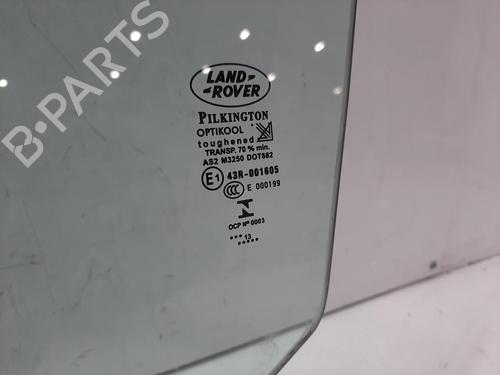 LAND-
-ROVER
PILKINGTON
OPTIKOOL
toughened
TRANSP. 70 % min.
AS2 M3250 DOT682
E1 43R-001605
CCC E 000199
OCP Nº 0003
... 13
.....
B-Parts